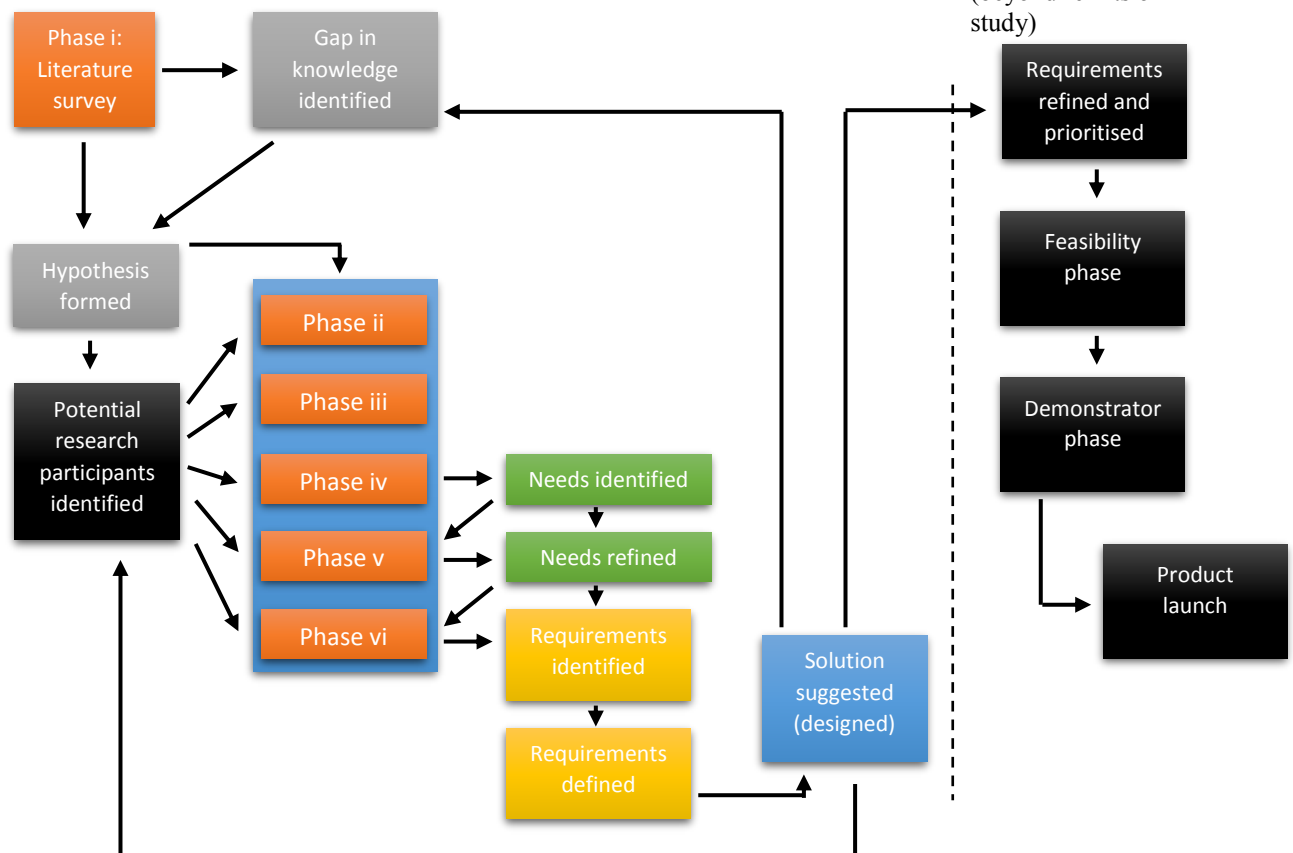 study)
Phase i:
Literature
survey
Gap in
knowledge
identified
Requirements
refined and
prioritised
Hypothesis
formed
Feasibility
phase
Phase ii
Phase iii
Potential
research
participants
identified
Demonstrator
phase
Phase iv
Needs identified
Phase v
Needs refined
Product
launch
Phase vi
Requirements
identified
Solution
suggested
(designed)
Requirements
defined